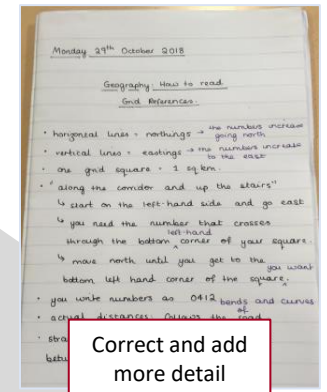 Monday 29th October 2018
Geography: How to read
Grid References.
• horizontal lines = northings → the numbers increase
going north
• vertical lines = eastings → the numbers increase
to the east
• one grid square = 1 sq km.
• "along the corridor and up the stairs"
↳ start on the left-hand side and go east
↳ you need the number that crosses
left-hand
through the bottom ^ corner of your square.
↳ move north until you get to the
you want
bottom left hand corner of the square ^.
• you write numbers as 0412
bends and curves
of
• actual distances: follows the road
• stra
betw
Correct and add
more detail